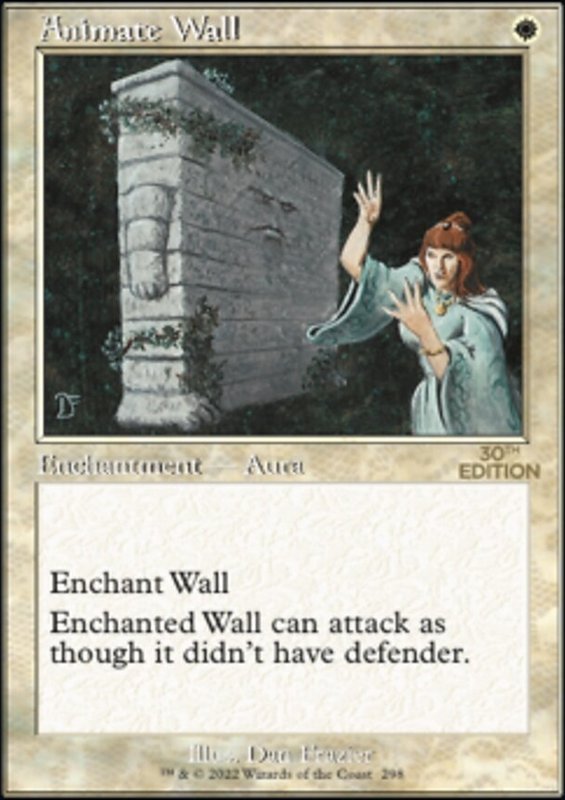 Animate Wall
DF
Enchantment — Aura
30TH
EDITION
Enchant Wall
Enchanted Wall can attack as
though it didn't have defender.
Illus. Dan Frazier
™ & © 2022 Wizards of the Coast 298